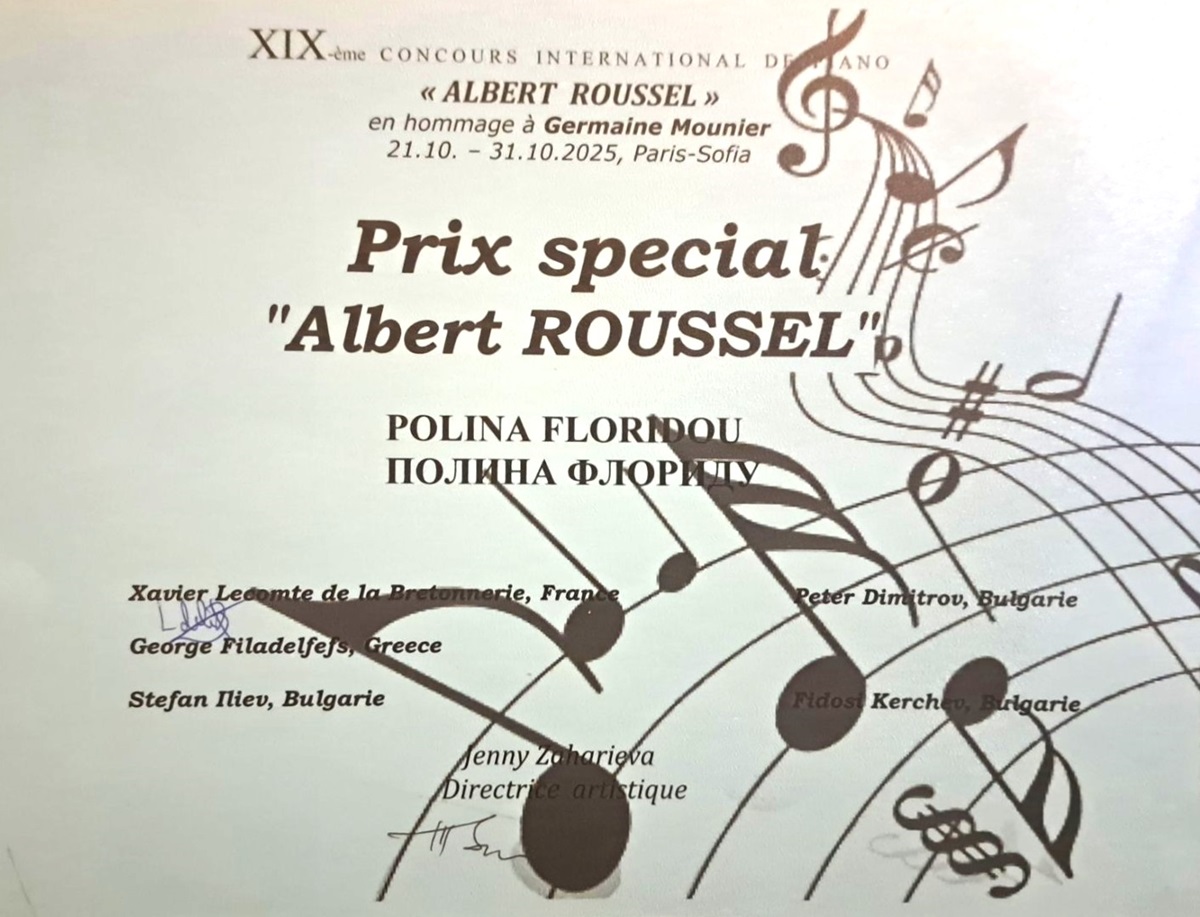 XIX-ème CONCOURS INTERNATIONAL DE PIANO
« ALBERT ROUSSEL »
en hommage à Germaine Mounier
21.10. – 31.10.2025, Paris-Sofia
Prix special
"Albert ROUSSEL"
POLINA FLORIDOU
ПОЛИНА ФЛОРИДУ
Xavier Lecomte de la Bretonnerie, France
Peter Dimitrov, Bulgarie
George Filadelfefs, Greece
Stefan Iliev, Bulgarie
Fidosi Kerchev, Bulgarie
Jenny Zaharieva
Directrice artistique